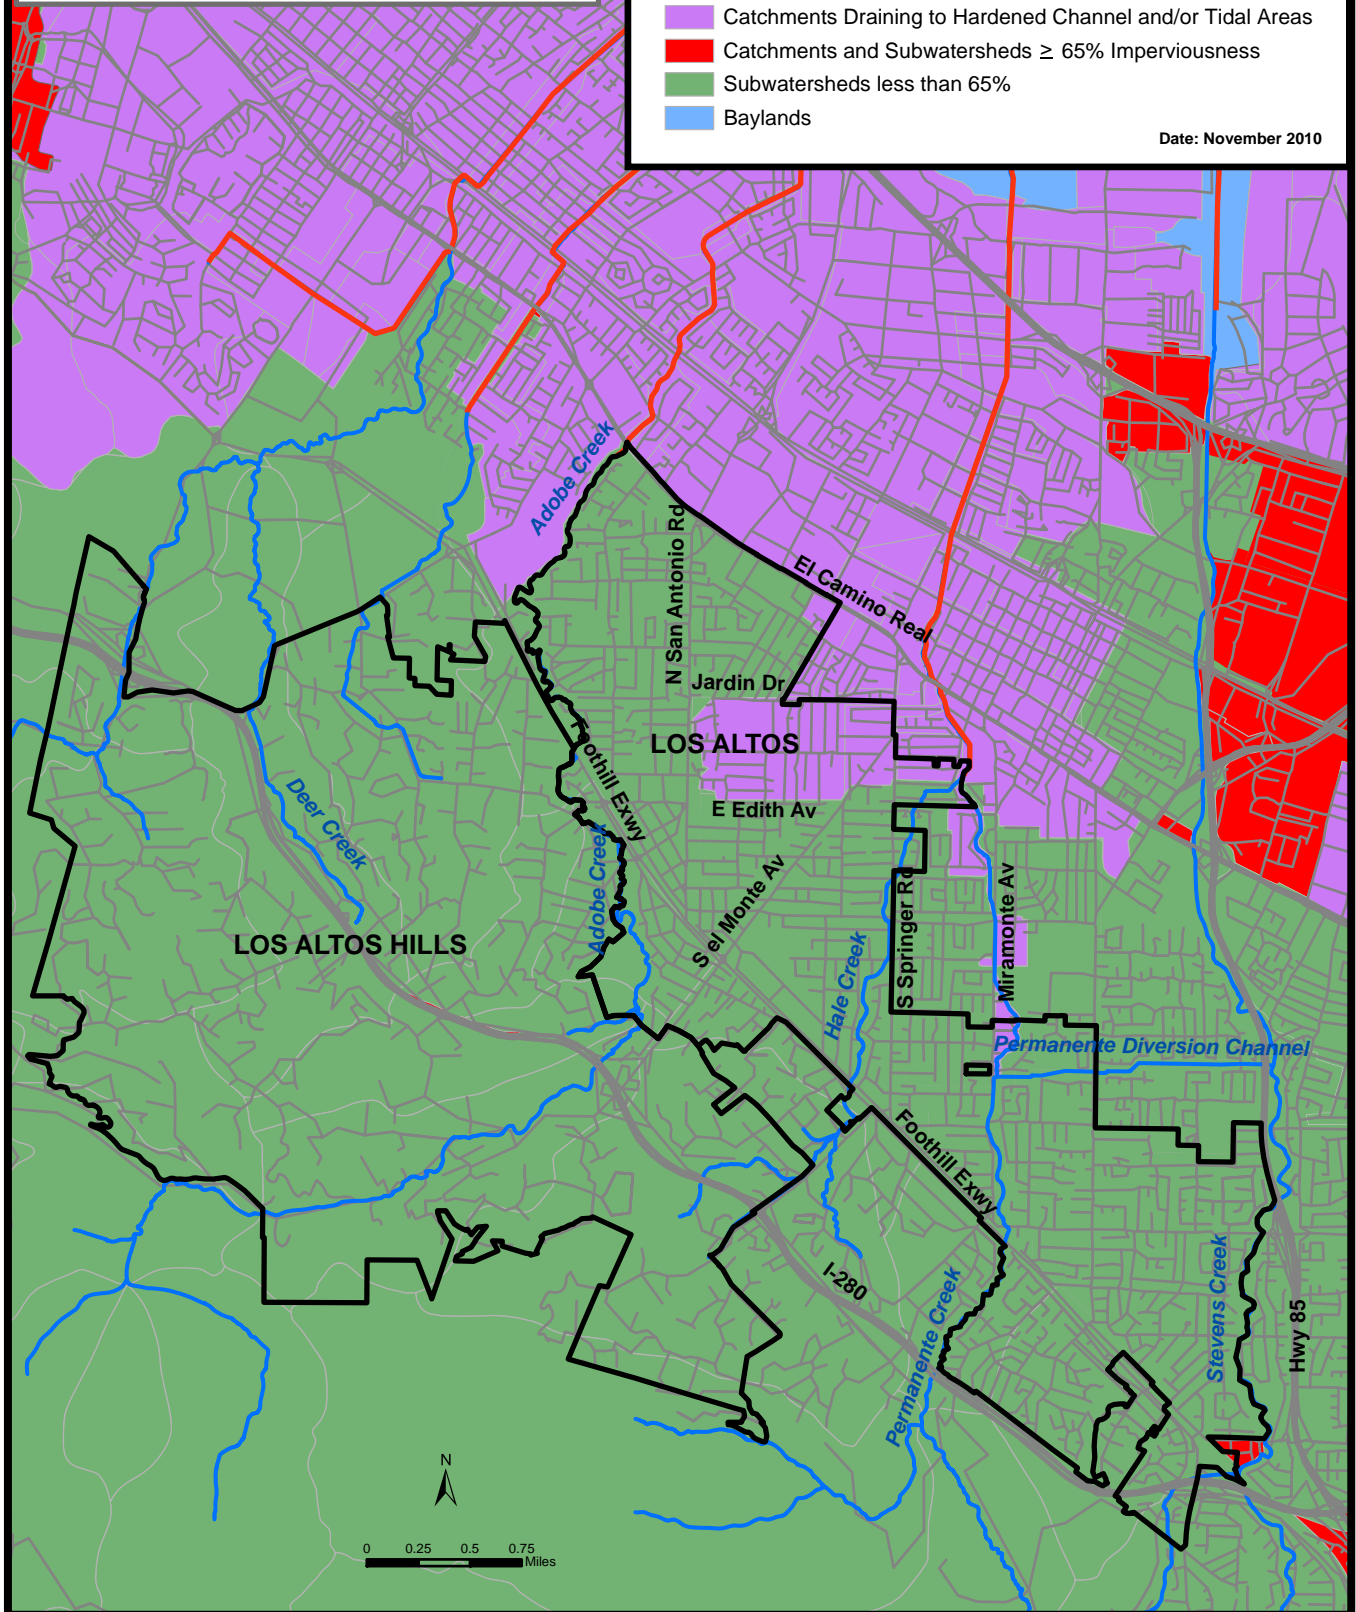 Catchments Draining to Hardened Channel and/or Tidal Areas
Catchments and Subwatersheds ≥ 65% Imperviousness
Subwatersheds less than 65%
Baylands
Date: November 2010
Adobe Creek
N San Antonio Rd
El Camino Real
Jardin Dr
LOS ALTOS
Foothill Exwy
E Edith Av
Deer Creek
Adobe Creek
S el Monte Av
S Springer Rd
Miramonte Av
LOS ALTOS HILLS
Hale Creek
Permanente Diversion Channel
Foothill Exwy
I-280
Permanente Creek
Stevens Creek
Hwy 85
N
0 0.25 0.5 0.75
Miles